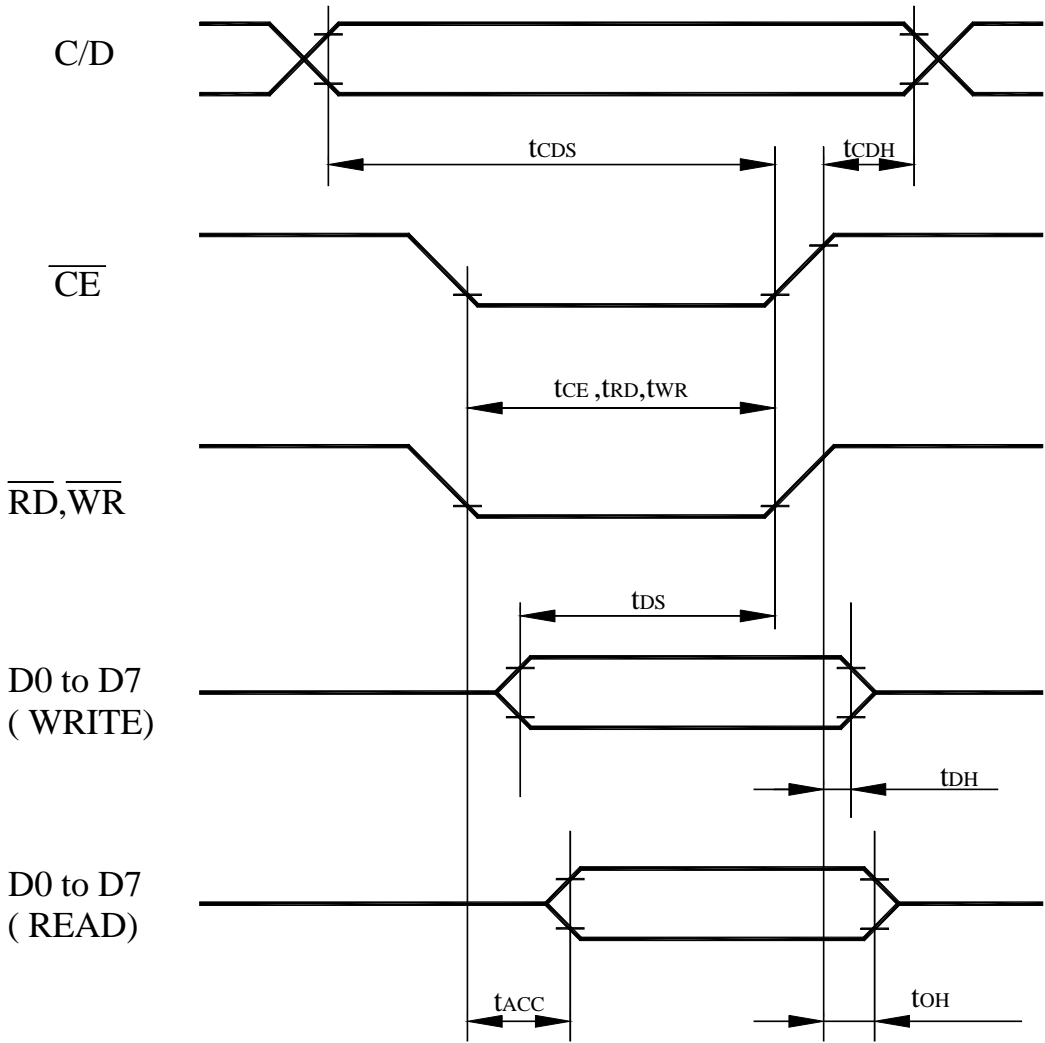 C/D
tCDS
tCDH
CE
tCE ,tRD,tWR
RD,WR
tDS
D0 to D7
( WRITE)
tDH
D0 to D7
( READ)
tACC
tOH